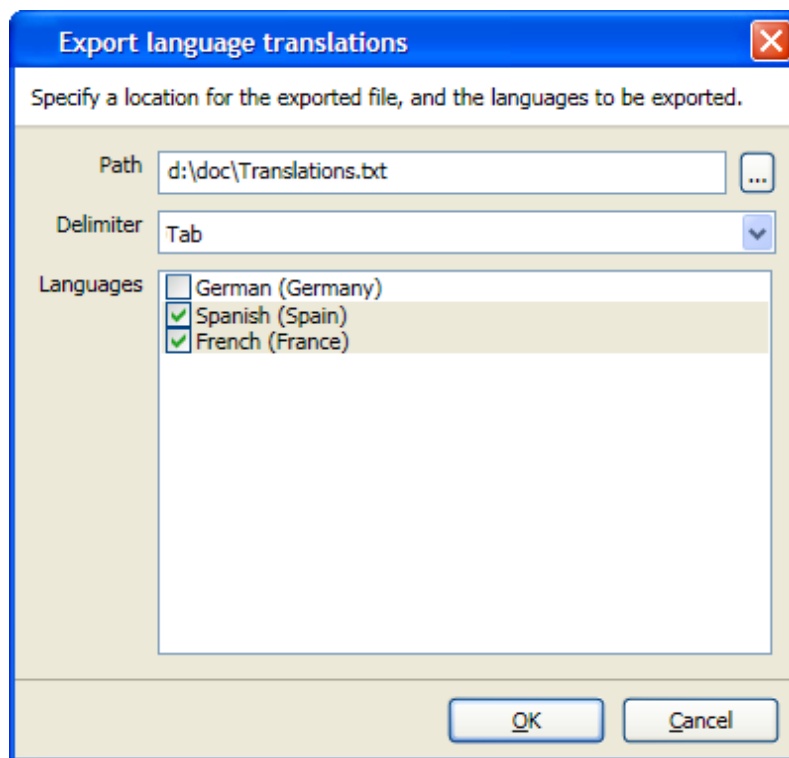 Export language translations
Specify a location for the exported file, and the languages to be exported.
Path d:\doc\Translations.txt ...
Delimiter Tab
Languages German (Germany)
Spanish (Spain)
French (France)
OK Cancel